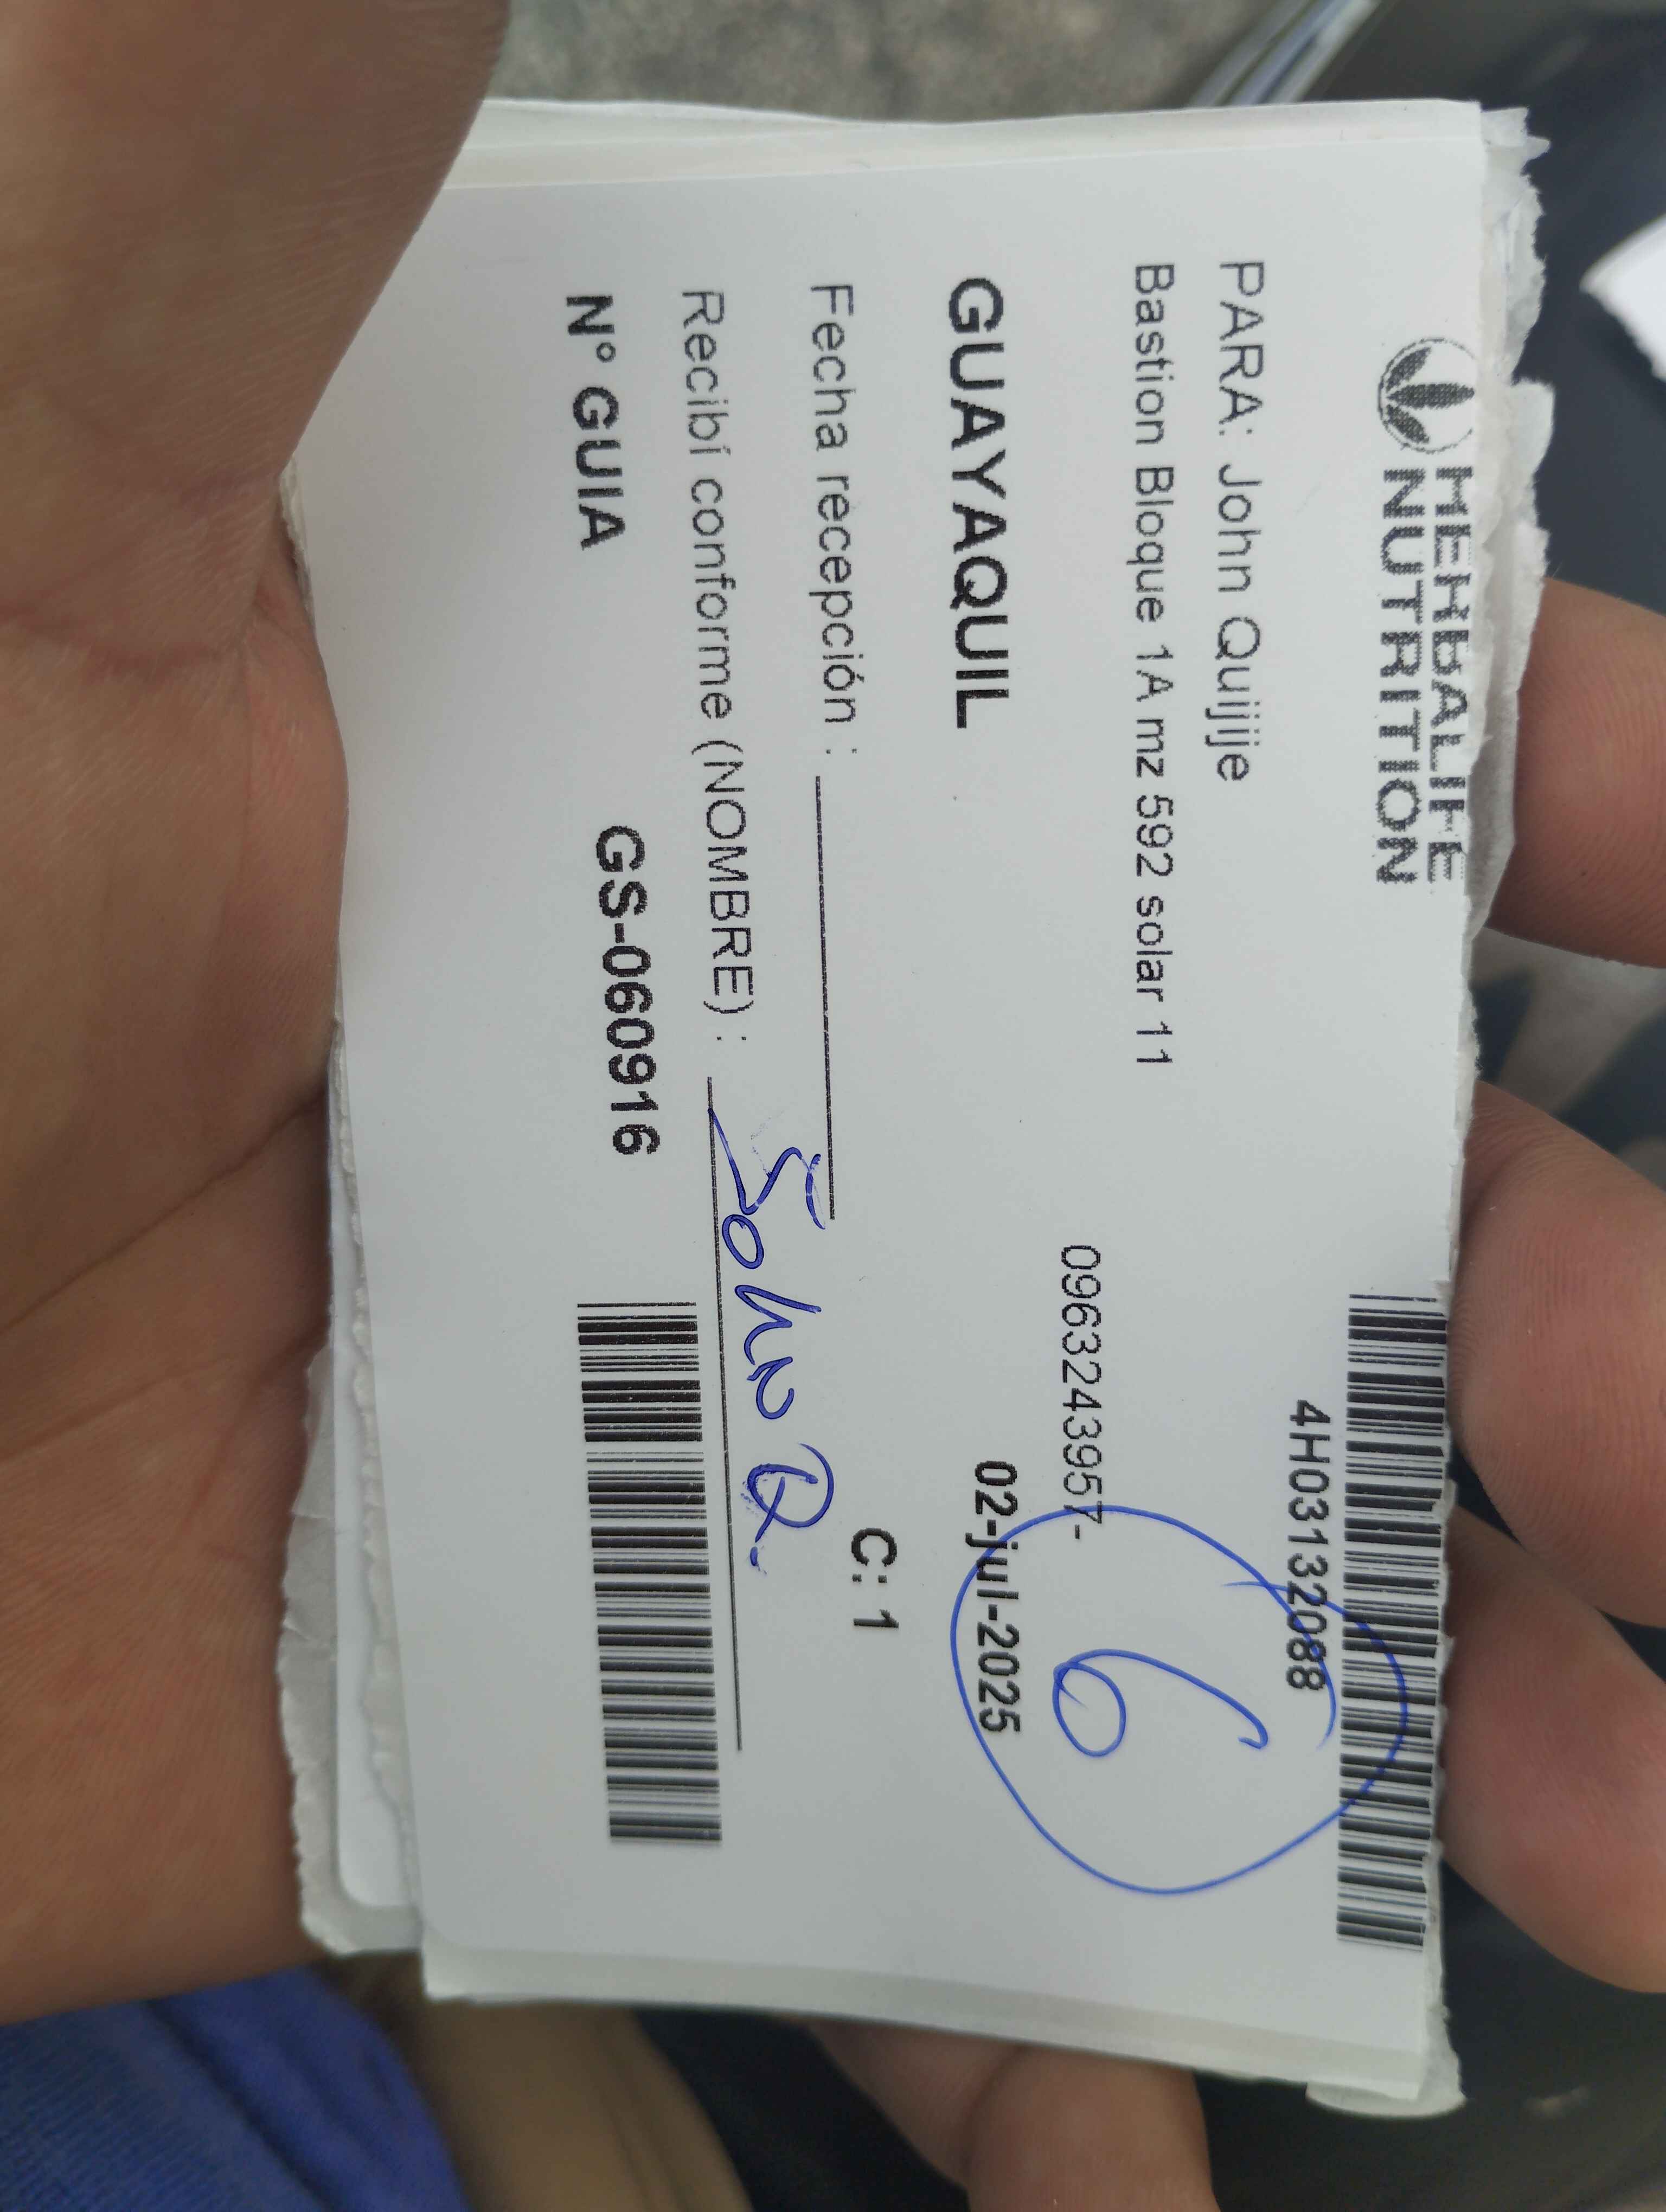 HERBALIFE
NUTRITION
4H03132088
PARA: John Quijije
Bastion Bloque 1A mz 592 solar 11
0963243957-
6
GUAYAQUIL
02-jul-2025
Fecha recepción :
C: 1
Recibí conforme (NOMBRE) : John Q.
N° GUIA GS-060916